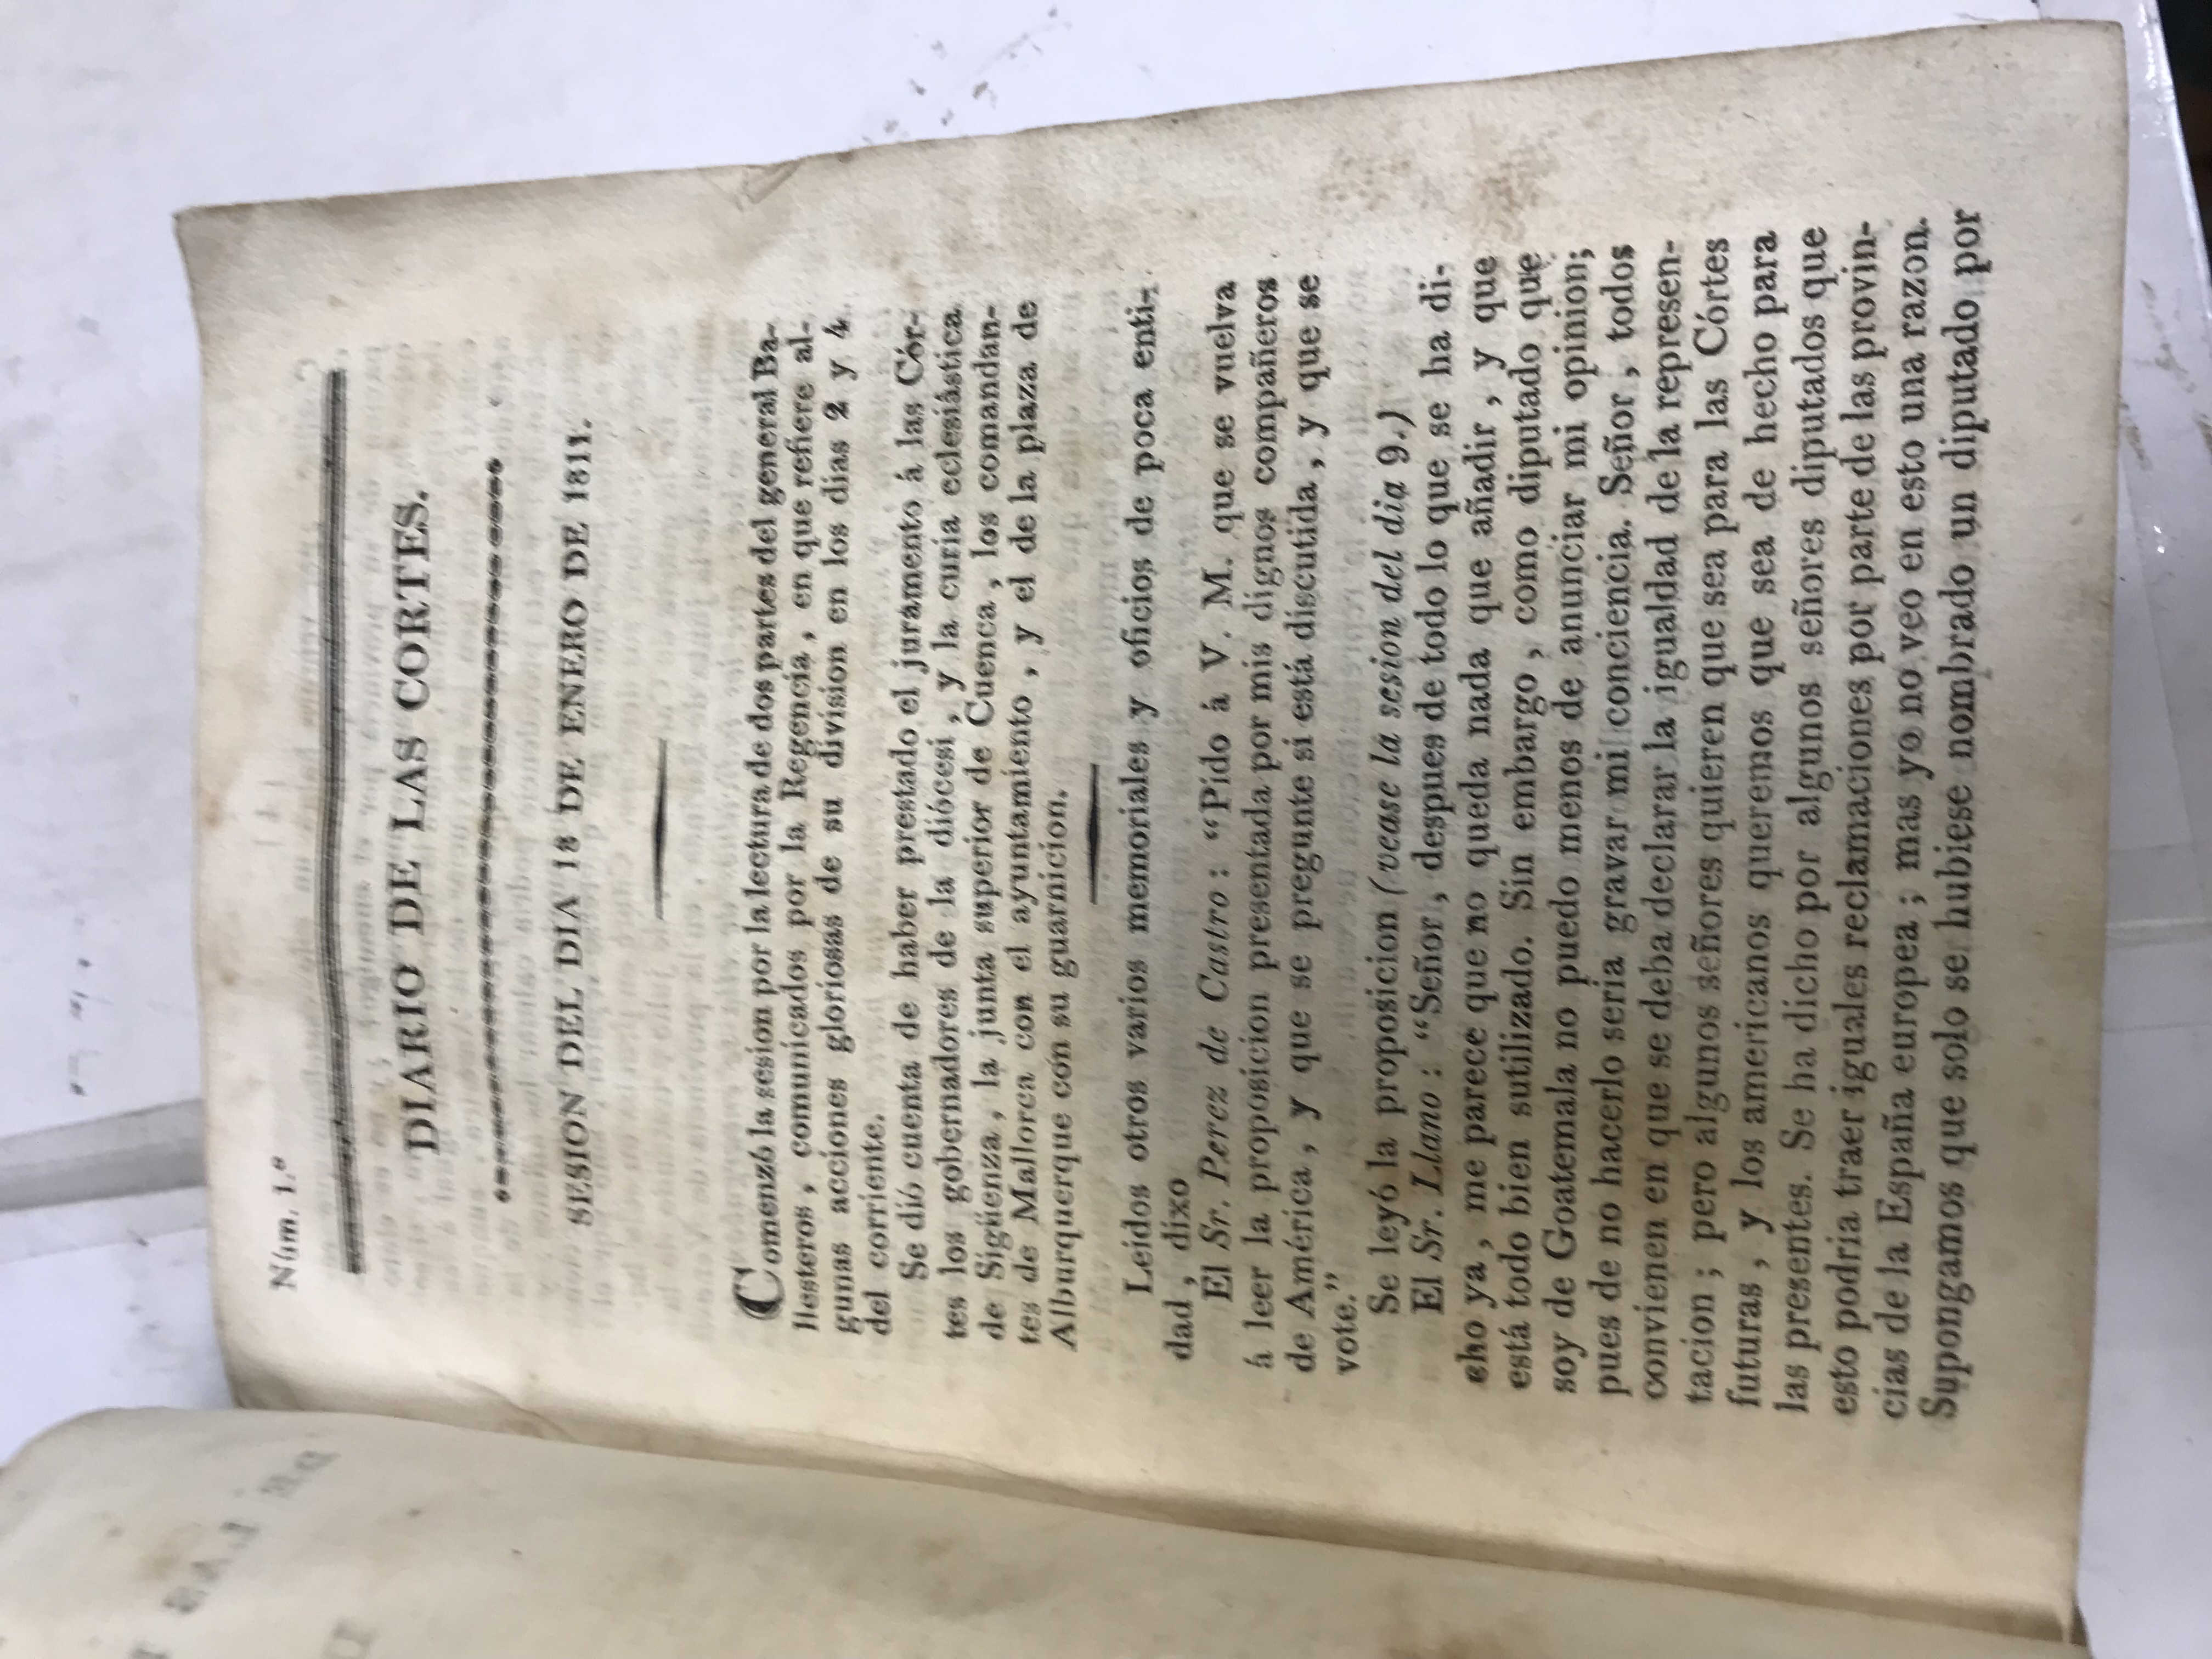 Núm. 1.º
DIARIO DE LAS CORTES.
SESION DEL DIA 18 DE ENERO DE 1811.
Comenzó la sesion por la lectura de dos partes del general Ba-
llesteros, comunicados por la Regencia, en que refiere al-
gunas acciones gloriosas de su division en los dias 2 y 4
del corriente.
Se dió cuenta de haber prestado el juramento á las Cór-
tes los gobernadores de la diócesi, y la curia eclesiástica
de Sigüenza, la junta superior de Cuenca, los comandan-
tes de Mallorca con el ayuntamiento, y el de la plaza de
Alburquerque con su guarnicion.
Leidos otros varios memoriales y oficios de poca enti-
dad, dixo
El Sr. Perez de Castro: "Pido á V. M. que se vuelva
á leer la proposicion presentada por mis dignos compañeros
de América, y que se pregunte si está discutida, y que se
vote."
Se leyó la proposicion (vease la sesion del dia 9.)
El Sr. Llano: "Señor, despues de todo lo que se ha di-
cho ya, me parece que no queda nada que añadir, y que
está todo bien sutilizado. Sin embargo, como diputado que
soy de Goatemala no puedo menos de anunciar mi opinion;
pues de no hacerlo seria gravar mi conciencia. Señor, todos
convienen en que se deba declarar la igualdad de la represen-
tacion; pero algunos señores quieren que sea para las Córtes
futuras, y los americanos queremos que sea de hecho para
las presentes. Se ha dicho por algunos señores diputados que
esto podria traer iguales reclamaciones por parte de las provin-
cias de la España europea; mas yo no veo en esto una razon.
Supongamos que solo se hubiese nombrado un diputado por